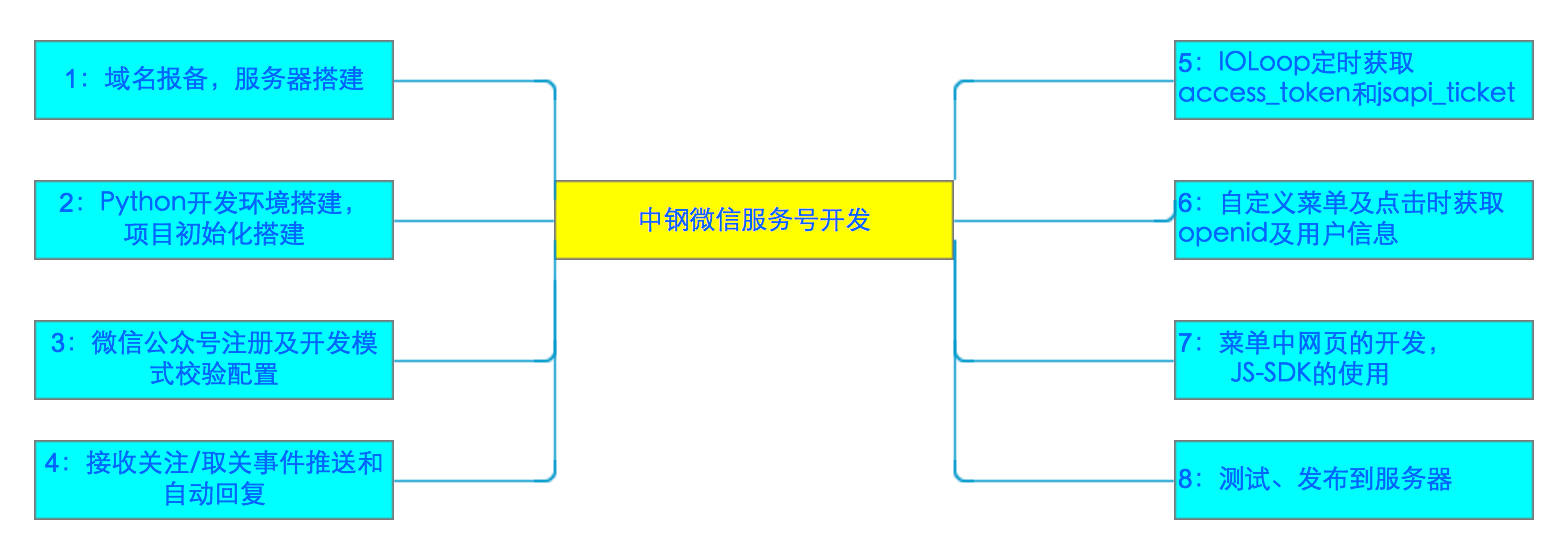 1：域名报备，服务器搭建
2：Python开发环境搭建，
项目初始化搭建
3：微信公众号注册及开发模
式校验配置
4：接收关注/取关事件推送和
自动回复
中钢微信服务号开发
5：IOLoop定时获取
access_token和jsapi_ticket
6：自定义菜单及点击时获取
openid及用户信息
7：菜单中网页的开发，
JS-SDK的使用
8：测试、发布到服务器